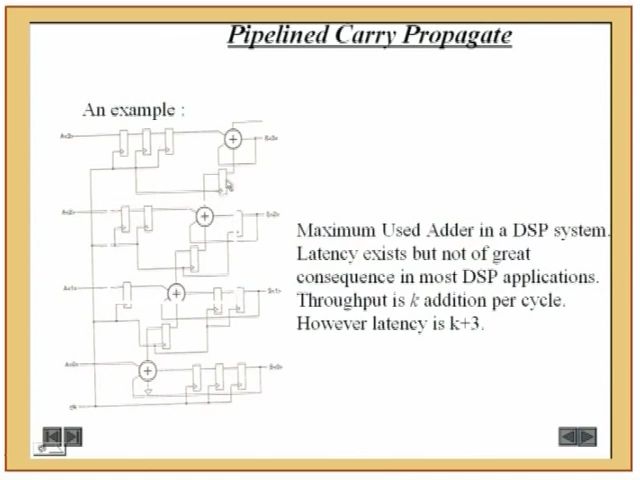 Pipelined Carry Propagate
An example :
Maximum Used Adder in a DSP system.
Latency exists but not of great
consequence in most DSP applications.
Throughput is k addition per cycle.
However latency is k+3.